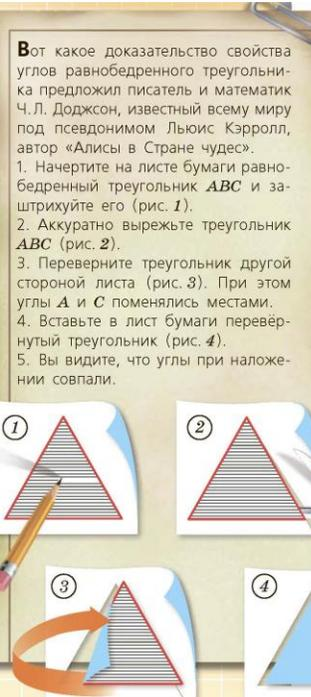 Вот какое доказательство свойства
углов равнобедренного треугольни-
ка предложил писатель и математик
Ч. Л. Доджсон, известный всему миру
под псевдонимом Льюис Кэрролл,
автор «Алисы в Стране чудес».
1. Начертите на листе бумаги равно-
бедренный треугольник ABC и за-
штрихуйте его (рис. 1).
2. Аккуратно вырежьте треугольник
ABC (рис. 2).
3. Переверните треугольник другой
стороной листа (рис. 3). При этом
углы A и C поменялись местами.
4. Вставьте в лист бумаги перевёр-
нутый треугольник (рис. 4).
5. Вы видите, что углы при наложе-
нии совпали.
1
2
3
4